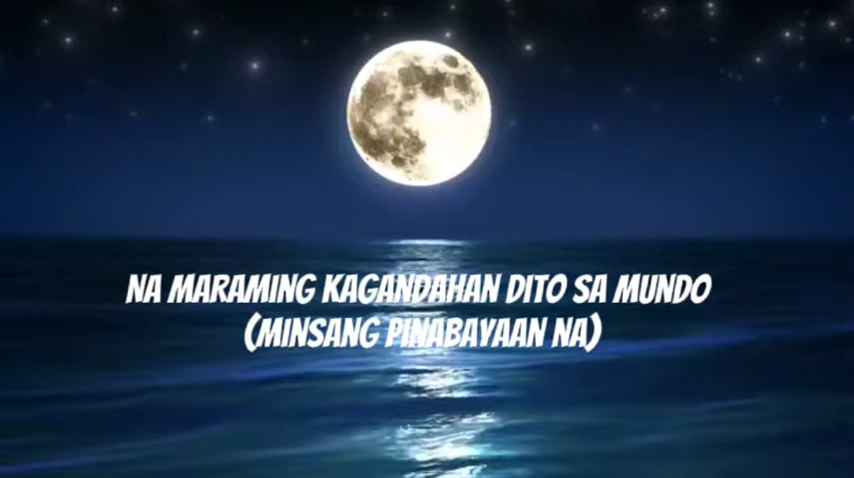 NA MARAMING KAGANDAHAN DITO SA MUNDO
(MINSANG PINABAYAAN NA)